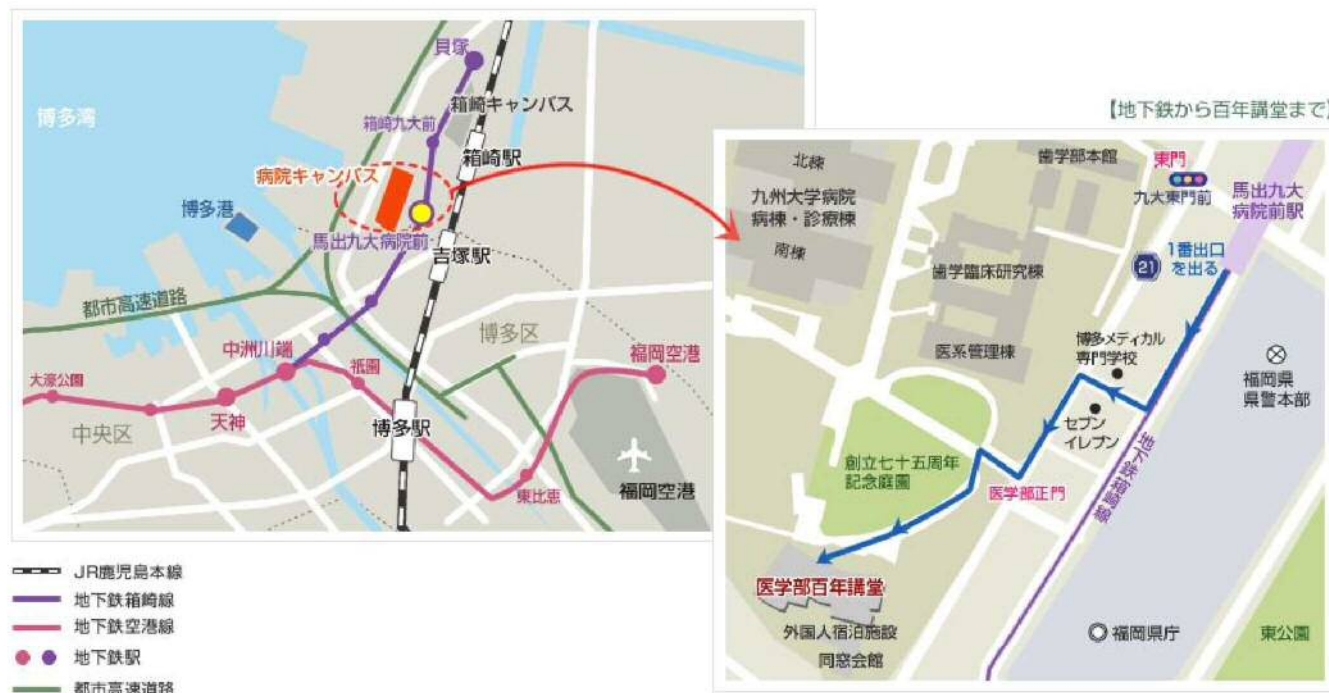 博多湾
貝塚
箱崎キャンパス
箱崎九大前
箱崎駅
病院キャンパス
博多港
馬出九大病院前
吉塚駅
都市高速道路
中洲川端
博多区
大濠公園
祇園
福岡空港
天神
中央区
博多駅
東比恵
福岡空港
JR鹿児島本線
地下鉄箱崎線
地下鉄空港線
地下鉄駅
都市高速道路
【地下鉄から百年講堂まで】
北棟
歯学部本館
東門
九州大学病院
病棟・診療棟
九大東門前
馬出九大
病院前駅
南棟
1番出口
を出る
21
歯学臨床研究棟
博多メディカル
専門学校
医系管理棟
福岡県
県警本部
セブン
イレブン
地下鉄箱崎線
創立七十五周年
記念庭園
医学部正門
医学部百年講堂
外国人宿泊施設
同窓会館
福岡県庁
東公園